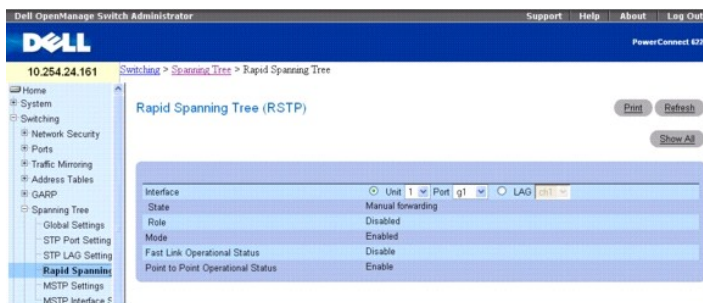 Dell OpenManage Switch Administrator Support Help About Log Out
DELL PowerConnect 622
10.254.24.161 Switching > Spanning Tree > Rapid Spanning Tree
Home
System
Switching
Network Security
Ports
Traffic Mirroring
Address Tables
GARP
Spanning Tree
Global Settings
STP Port Setting
STP LAG Setting
Rapid Spanning
MSTP Settings
MSTP Interface S
Rapid Spanning Tree (RSTP)
Print Refresh
Show All
Interface Unit 1 Port g1 LAG ch1
State Manual forwarding
Role Disabled
Mode Enabled
Fast Link Operational Status Disable
Point to Point Operational Status Enable